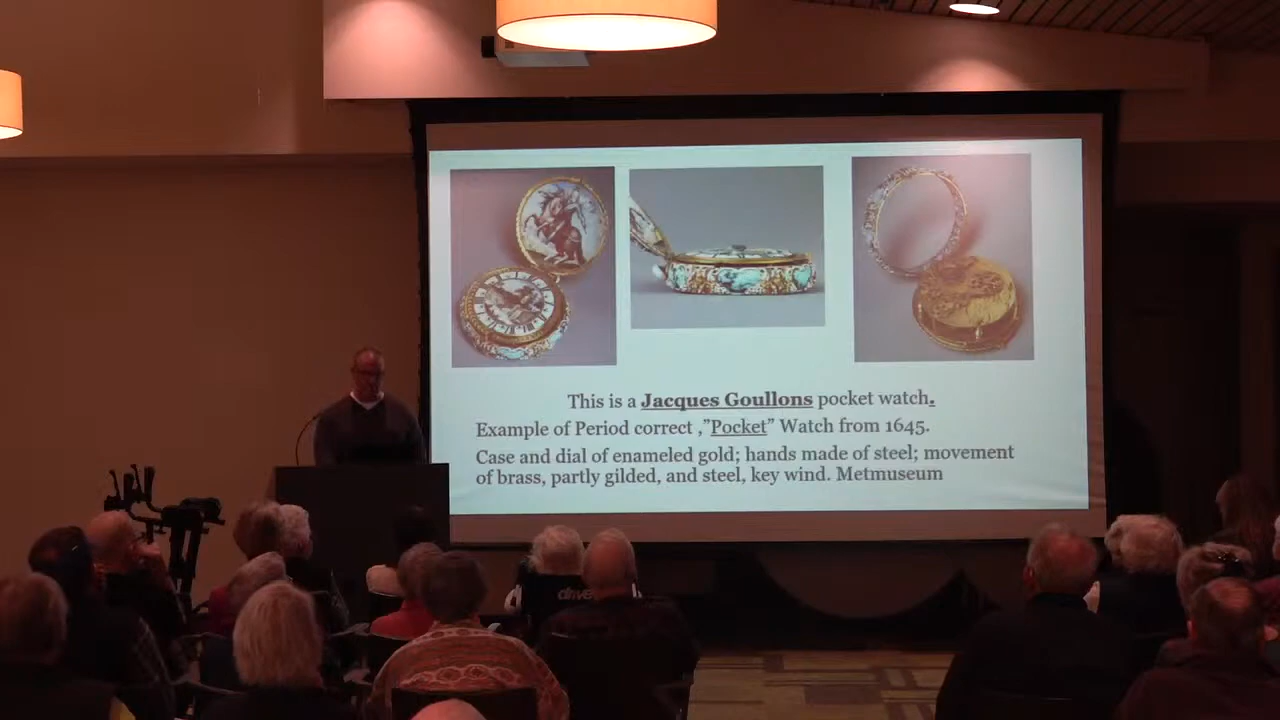 This is a Jacques Goullons pocket watch.
Example of Period correct ,"Pocket" Watch from 1645.
Case and dial of enameled gold; hands made of steel; movement
of brass, partly gilded, and steel, key wind. Metmuseum
drive